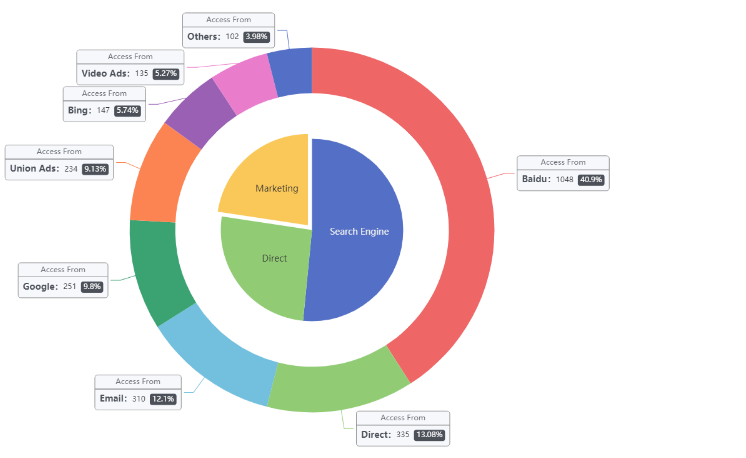 Access From
Others: 102 3.98%
Access From
Video Ads: 135 5.27%
Access From
Bing: 147 5.74%
Access From
Union Ads: 234 9.13%
Access From
Baidu: 1048 40.9%
Marketing
Search Engine
Direct
Access From
Google: 251 9.8%
Access From
Email: 310 12.1%
Access From
Direct: 335 13.08%